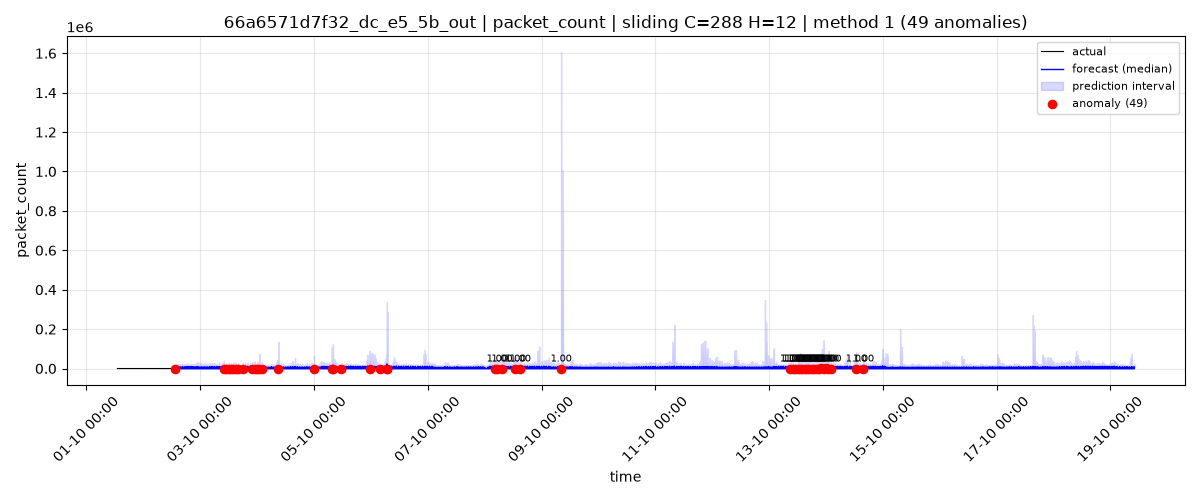 66a6571d7f32_dc_e5_5b_out | packet_count | sliding C=288 H=12 | method 1 (49 anomalies)
1e6
actual
forecast (median)
prediction interval
anomaly (49)
packet_count
1.6
1.4
1.2
1.0
0.8
0.6
0.4
0.2
0.0
1.00
01-10 00:00
03-10 00:00
05-10 00:00
07-10 00:00
09-10 00:00
11-10 00:00
13-10 00:00
15-10 00:00
17-10 00:00
19-10 00:00
time